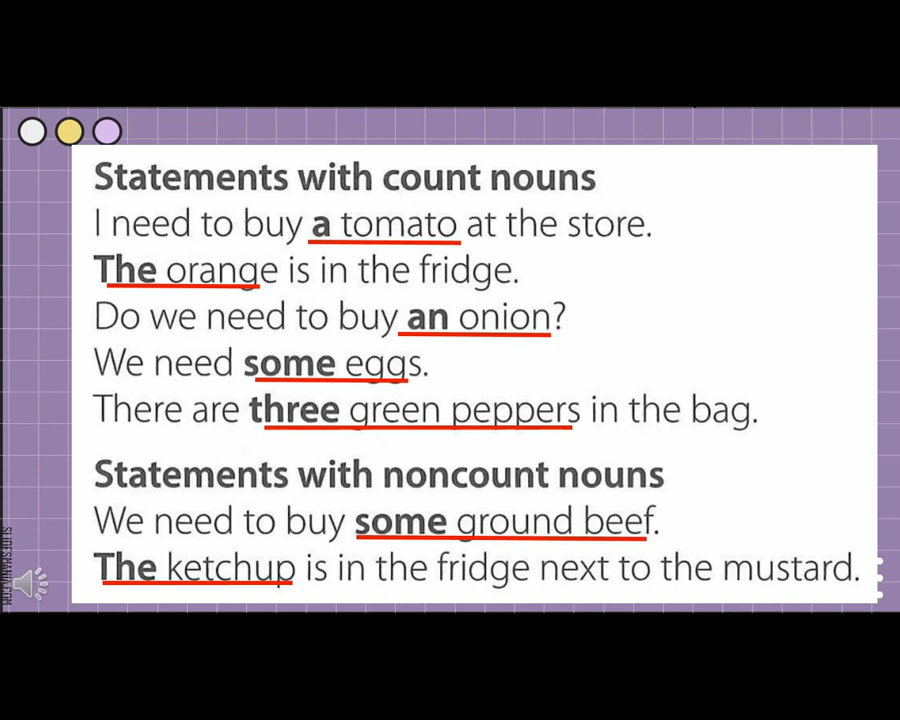 Statements with count nouns
I need to buy a tomato at the store.
The orange is in the fridge.
Do we need to buy an onion?
We need some eggs.
There are three green peppers in the bag.
Statements with noncount nouns
We need to buy some ground beef.
The ketchup is in the fridge next to the mustard.
SLIDESMANIA.COM